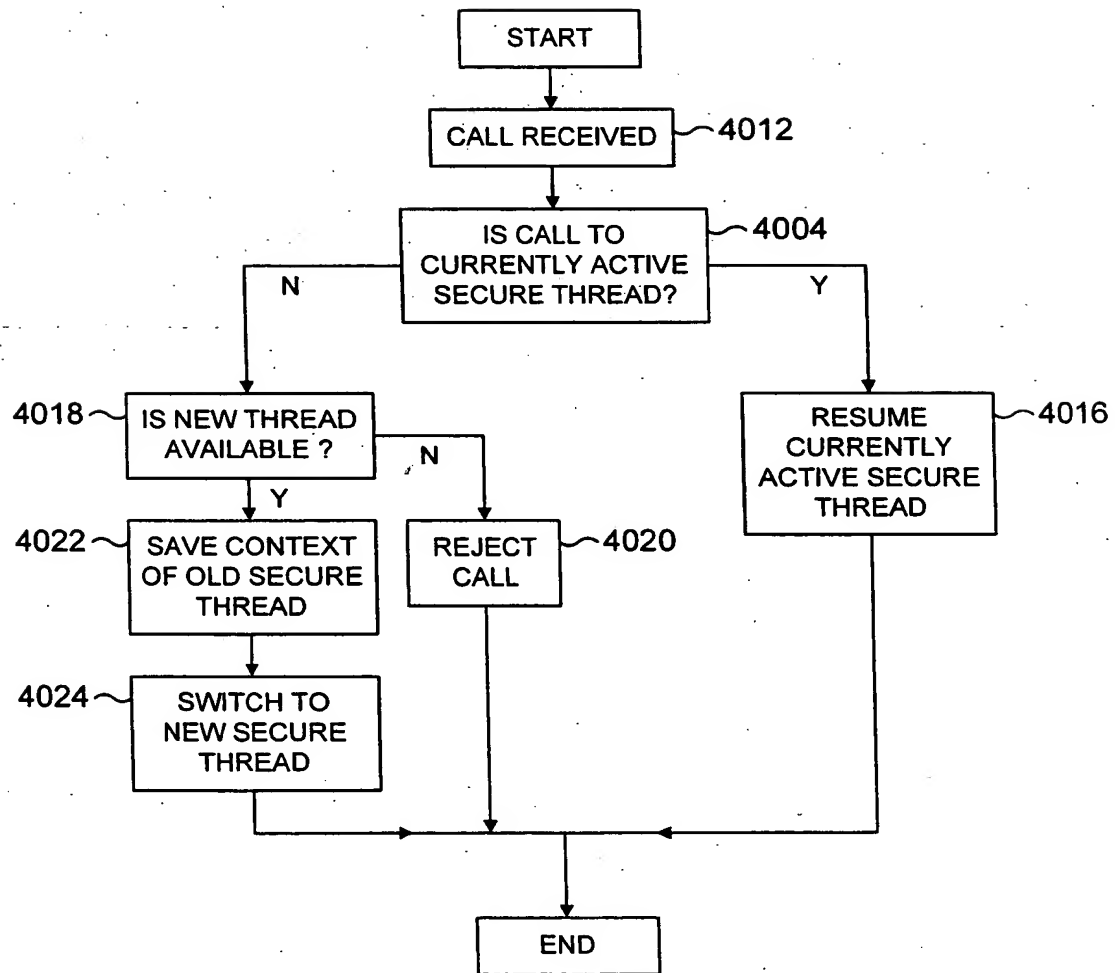 START
CALL RECEIVED
4012
IS CALL TO
CURRENTLY ACTIVE
SECURE THREAD?
4004
N
Y
4018
IS NEW THREAD
AVAILABLE ?
N
Y
RESUME
CURRENTLY
ACTIVE SECURE
THREAD
4016
4022
SAVE CONTEXT
OF OLD SECURE
THREAD
REJECT
CALL
4020
4024
SWITCH TO
NEW SECURE
THREAD
END